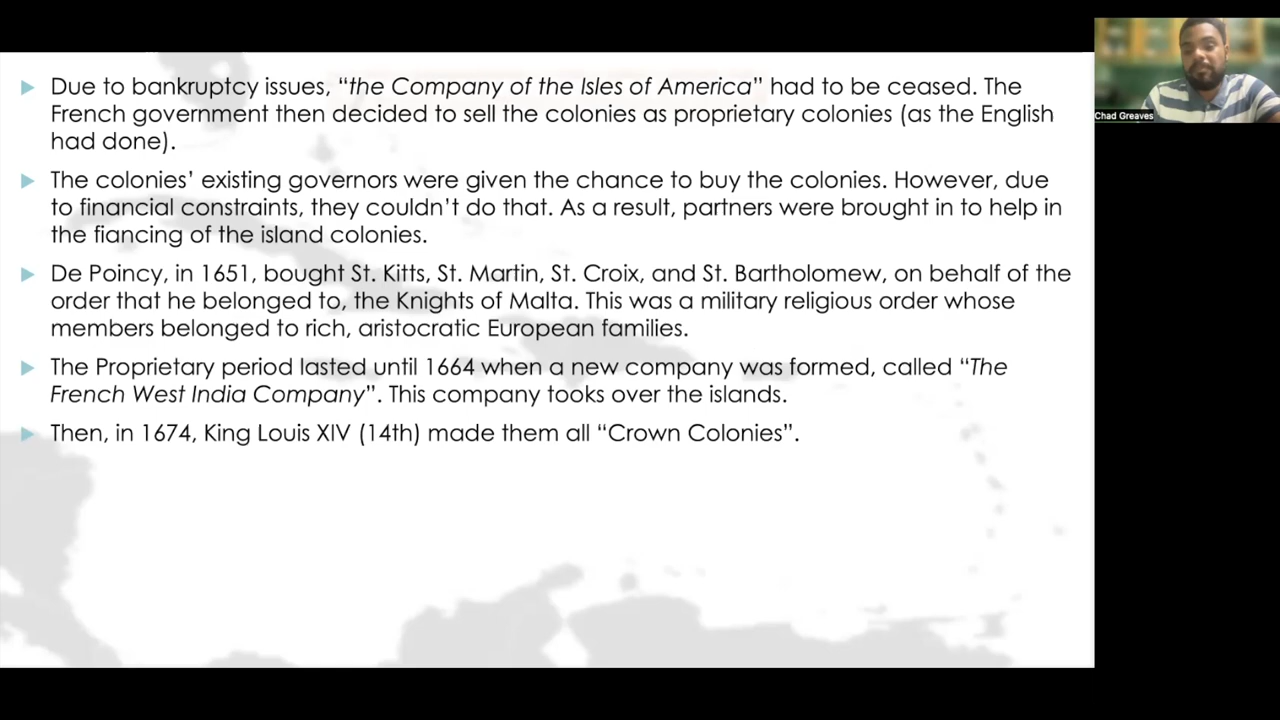 Due to bankruptcy issues, “the Company of the Isles of America” had to be ceased. The
French government then decided to sell the colonies as proprietary colonies (as the English
had done).
The colonies’ existing governors were given the chance to buy the colonies. However, due
to financial constraints, they couldn’t do that. As a result, partners were brought in to help in
the fiancing of the island colonies.
De Poincy, in 1651, bought St. Kitts, St. Martin, St. Croix, and St. Bartholomew, on behalf of the
order that he belonged to, the Knights of Malta. This was a military religious order whose
members belonged to rich, aristocratic European families.
The Proprietary period lasted until 1664 when a new company was formed, called “The
French West India Company”. This company tooks over the islands.
Then, in 1674, King Louis XIV (14th) made them all “Crown Colonies”.
Chad Greaves